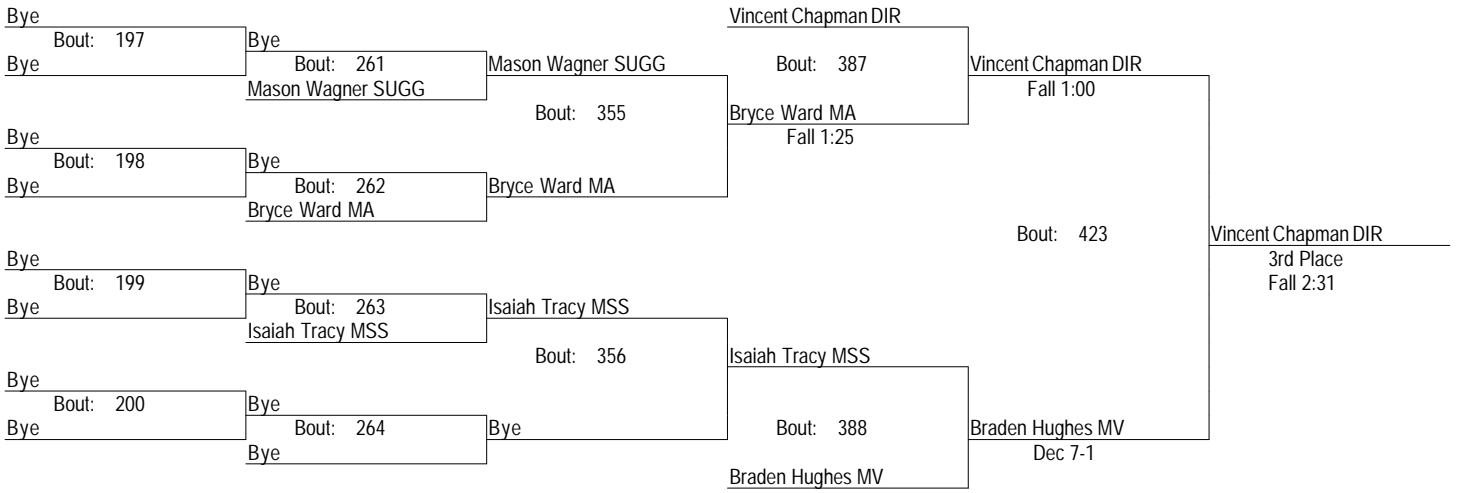 Bye
Vincent Chapman DIR
Bout: 197
Bye
Bye
Bout: 261
Mason Wagner SUGG
Bout: 387
Vincent Chapman DIR
Mason Wagner SUGG
Fall 1:00
Bout: 355
Bryce Ward MA
Bye
Fall 1:25
Bout: 198
Bye
Bye
Bout: 262
Bryce Ward MA
Bryce Ward MA
Bout: 423
Vincent Chapman DIR
Bye
3rd Place
Bout: 199
Bye
Fall 2:31
Bye
Bout: 263
Isaiah Tracy MSS
Isaiah Tracy MSS
Bout: 356
Isaiah Tracy MSS
Bye
Bout: 200
Bye
Bye
Bout: 264
Bye
Bout: 388
Braden Hughes MV
Bye
Dec 7-1
Braden Hughes MV